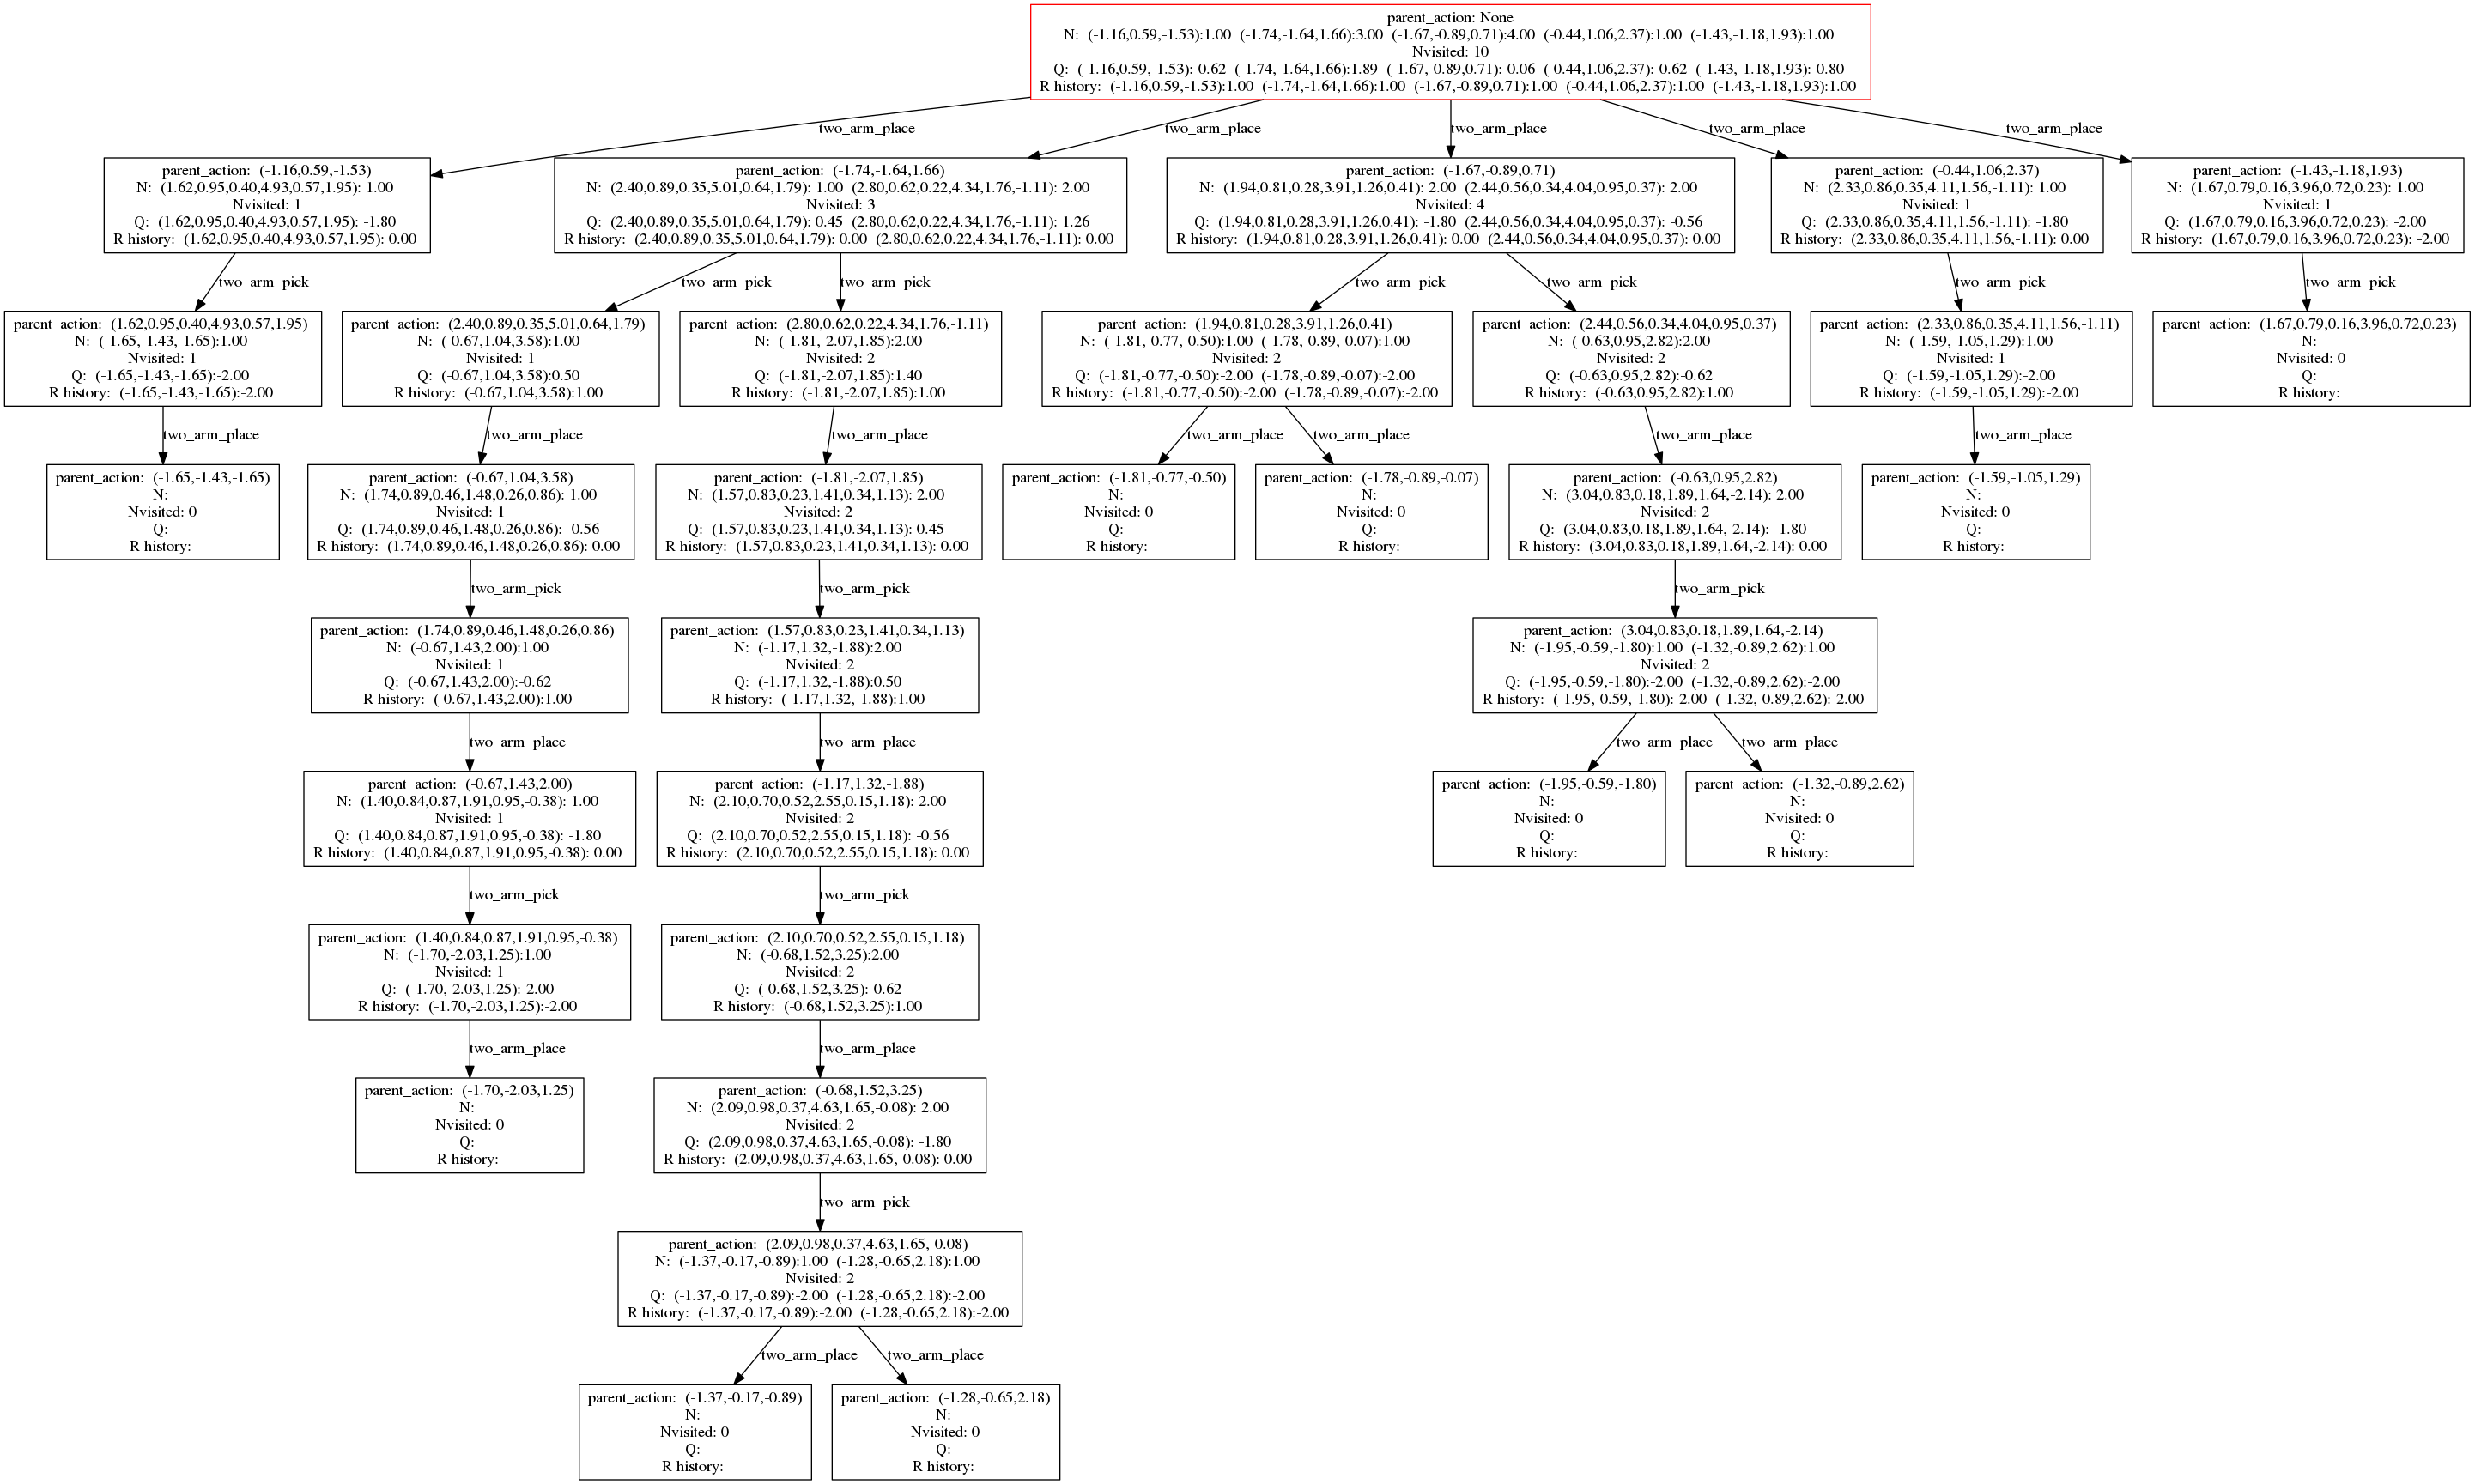 parent_action: None
N: (-1.16,0.59,-1.53):1.00 (-1.74,-1.64,1.66):3.00 (-1.67,-0.89,0.71):4.00 (-0.44,1.06,2.37):1.00 (-1.43,-1.18,1.93):1.00
Nvisited: 10
Q: (-1.16,0.59,-1.53):-0.62 (-1.74,-1.64,1.66):1.89 (-1.67,-0.89,0.71):-0.06 (-0.44,1.06,2.37):-0.62 (-1.43,-1.18,1.93):-0.80
R history: (-1.16,0.59,-1.53):1.00 (-1.74,-1.64,1.66):1.00 (-1.67,-0.89,0.71):1.00 (-0.44,1.06,2.37):1.00 (-1.43,-1.18,1.93):1.00
two_arm_place
two_arm_place
two_arm_place
two_arm_place
two_arm_place
parent_action: (-1.16,0.59,-1.53)
N: (1.62,0.95,0.40,4.93,0.57,1.95): 1.00
Nvisited: 1
Q: (1.62,0.95,0.40,4.93,0.57,1.95): -1.80
R history: (1.62,0.95,0.40,4.93,0.57,1.95): 0.00
parent_action: (-1.74,-1.64,1.66)
N: (2.40,0.89,0.35,5.01,0.64,1.79): 1.00 (2.80,0.62,0.22,4.34,1.76,-1.11): 2.00
Nvisited: 3
Q: (2.40,0.89,0.35,5.01,0.64,1.79): 0.45 (2.80,0.62,0.22,4.34,1.76,-1.11): 1.26
R history: (2.40,0.89,0.35,5.01,0.64,1.79): 0.00 (2.80,0.62,0.22,4.34,1.76,-1.11): 0.00
parent_action: (-1.67,-0.89,0.71)
N: (1.94,0.81,0.28,3.91,1.26,0.41): 2.00 (2.44,0.56,0.34,4.04,0.95,0.37): 2.00
Nvisited: 4
Q: (1.94,0.81,0.28,3.91,1.26,0.41): -1.80 (2.44,0.56,0.34,4.04,0.95,0.37): -0.56
R history: (1.94,0.81,0.28,3.91,1.26,0.41): 0.00 (2.44,0.56,0.34,4.04,0.95,0.37): 0.00
parent_action: (-0.44,1.06,2.37)
N: (2.33,0.86,0.35,4.11,1.56,-1.11): 1.00
Nvisited: 1
Q: (2.33,0.86,0.35,4.11,1.56,-1.11): -1.80
R history: (2.33,0.86,0.35,4.11,1.56,-1.11): 0.00
parent_action: (-1.43,-1.18,1.93)
N: (1.67,0.79,0.16,3.96,0.72,0.23): 1.00
Nvisited: 1
Q: (1.67,0.79,0.16,3.96,0.72,0.23): -2.00
R history: (1.67,0.79,0.16,3.96,0.72,0.23): -2.00
two_arm_pick
two_arm_pick
two_arm_pick
two_arm_pick
two_arm_pick
two_arm_pick
two_arm_pick
parent_action: (1.62,0.95,0.40,4.93,0.57,1.95)
N: (-1.65,-1.43,-1.65):1.00
Nvisited: 1
Q: (-1.65,-1.43,-1.65):-2.00
R history: (-1.65,-1.43,-1.65):-2.00
parent_action: (2.40,0.89,0.35,5.01,0.64,1.79)
N: (-0.67,1.04,3.58):1.00
Nvisited: 1
Q: (-0.67,1.04,3.58):0.50
R history: (-0.67,1.04,3.58):1.00
parent_action: (2.80,0.62,0.22,4.34,1.76,-1.11)
N: (-1.81,-2.07,1.85):2.00
Nvisited: 2
Q: (-1.81,-2.07,1.85):1.40
R history: (-1.81,-2.07,1.85):1.00
parent_action: (1.94,0.81,0.28,3.91,1.26,0.41)
N: (-1.81,-0.77,-0.50):1.00 (-1.78,-0.89,-0.07):1.00
Nvisited: 2
Q: (-1.81,-0.77,-0.50):-2.00 (-1.78,-0.89,-0.07):-2.00
R history: (-1.81,-0.77,-0.50):-2.00 (-1.78,-0.89,-0.07):-2.00
parent_action: (2.44,0.56,0.34,4.04,0.95,0.37)
N: (-0.63,0.95,2.82):2.00
Nvisited: 2
Q: (-0.63,0.95,2.82):-0.62
R history: (-0.63,0.95,2.82):1.00
parent_action: (2.33,0.86,0.35,4.11,1.56,-1.11)
N: (-1.59,-1.05,1.29):1.00
Nvisited: 1
Q: (-1.59,-1.05,1.29):-2.00
R history: (-1.59,-1.05,1.29):-2.00
parent_action: (1.67,0.79,0.16,3.96,0.72,0.23)
N:
Nvisited: 0
Q:
R history:
two_arm_place
two_arm_place
two_arm_place
two_arm_place
two_arm_place
two_arm_place
two_arm_place
parent_action: (-1.65,-1.43,-1.65)
N:
Nvisited: 0
Q:
R history:
parent_action: (-0.67,1.04,3.58)
N: (1.74,0.89,0.46,1.48,0.26,0.86): 1.00
Nvisited: 1
Q: (1.74,0.89,0.46,1.48,0.26,0.86): -0.56
R history: (1.74,0.89,0.46,1.48,0.26,0.86): 0.00
parent_action: (-1.81,-2.07,1.85)
N: (1.57,0.83,0.23,1.41,0.34,1.13): 2.00
Nvisited: 2
Q: (1.57,0.83,0.23,1.41,0.34,1.13): 0.45
R history: (1.57,0.83,0.23,1.41,0.34,1.13): 0.00
parent_action: (-1.81,-0.77,-0.50)
N:
Nvisited: 0
Q:
R history:
parent_action: (-1.78,-0.89,-0.07)
N:
Nvisited: 0
Q:
R history:
parent_action: (-0.63,0.95,2.82)
N: (3.04,0.83,0.18,1.89,1.64,-2.14): 2.00
Nvisited: 2
Q: (3.04,0.83,0.18,1.89,1.64,-2.14): -1.80
R history: (3.04,0.83,0.18,1.89,1.64,-2.14): 0.00
parent_action: (-1.59,-1.05,1.29)
N:
Nvisited: 0
Q:
R history:
two_arm_pick
two_arm_pick
two_arm_pick
parent_action: (1.74,0.89,0.46,1.48,0.26,0.86)
N: (-0.67,1.43,2.00):1.00
Nvisited: 1
Q: (-0.67,1.43,2.00):-0.62
R history: (-0.67,1.43,2.00):1.00
parent_action: (1.57,0.83,0.23,1.41,0.34,1.13)
N: (-1.17,1.32,-1.88):2.00
Nvisited: 2
Q: (-1.17,1.32,-1.88):0.50
R history: (-1.17,1.32,-1.88):1.00
parent_action: (3.04,0.83,0.18,1.89,1.64,-2.14)
N: (-1.95,-0.59,-1.80):1.00 (-1.32,-0.89,2.62):1.00
Nvisited: 2
Q: (-1.95,-0.59,-1.80):-2.00 (-1.32,-0.89,2.62):-2.00
R history: (-1.95,-0.59,-1.80):-2.00 (-1.32,-0.89,2.62):-2.00
two_arm_place
two_arm_place
two_arm_place
two_arm_place
parent_action: (-0.67,1.43,2.00)
N: (1.40,0.84,0.87,1.91,0.95,-0.38): 1.00
Nvisited: 1
Q: (1.40,0.84,0.87,1.91,0.95,-0.38): -1.80
R history: (1.40,0.84,0.87,1.91,0.95,-0.38): 0.00
parent_action: (-1.17,1.32,-1.88)
N: (2.10,0.70,0.52,2.55,0.15,1.18): 2.00
Nvisited: 2
Q: (2.10,0.70,0.52,2.55,0.15,1.18): -0.56
R history: (2.10,0.70,0.52,2.55,0.15,1.18): 0.00
parent_action: (-1.95,-0.59,-1.80)
N:
Nvisited: 0
Q:
R history:
parent_action: (-1.32,-0.89,2.62)
N:
Nvisited: 0
Q:
R history:
two_arm_pick
two_arm_pick
parent_action: (1.40,0.84,0.87,1.91,0.95,-0.38)
N: (-1.70,-2.03,1.25):1.00
Nvisited: 1
Q: (-1.70,-2.03,1.25):-2.00
R history: (-1.70,-2.03,1.25):-2.00
parent_action: (2.10,0.70,0.52,2.55,0.15,1.18)
N: (-0.68,1.52,3.25):2.00
Nvisited: 2
Q: (-0.68,1.52,3.25):-0.62
R history: (-0.68,1.52,3.25):1.00
two_arm_place
two_arm_place
parent_action: (-1.70,-2.03,1.25)
N:
Nvisited: 0
Q:
R history:
parent_action: (-0.68,1.52,3.25)
N: (2.09,0.98,0.37,4.63,1.65,-0.08): 2.00
Nvisited: 2
Q: (2.09,0.98,0.37,4.63,1.65,-0.08): -1.80
R history: (2.09,0.98,0.37,4.63,1.65,-0.08): 0.00
two_arm_pick
parent_action: (2.09,0.98,0.37,4.63,1.65,-0.08)
N: (-1.37,-0.17,-0.89):1.00 (-1.28,-0.65,2.18):1.00
Nvisited: 2
Q: (-1.37,-0.17,-0.89):-2.00 (-1.28,-0.65,2.18):-2.00
R history: (-1.37,-0.17,-0.89):-2.00 (-1.28,-0.65,2.18):-2.00
two_arm_place
two_arm_place
parent_action: (-1.37,-0.17,-0.89)
N:
Nvisited: 0
Q:
R history:
parent_action: (-1.28,-0.65,2.18)
N:
Nvisited: 0
Q:
R history: